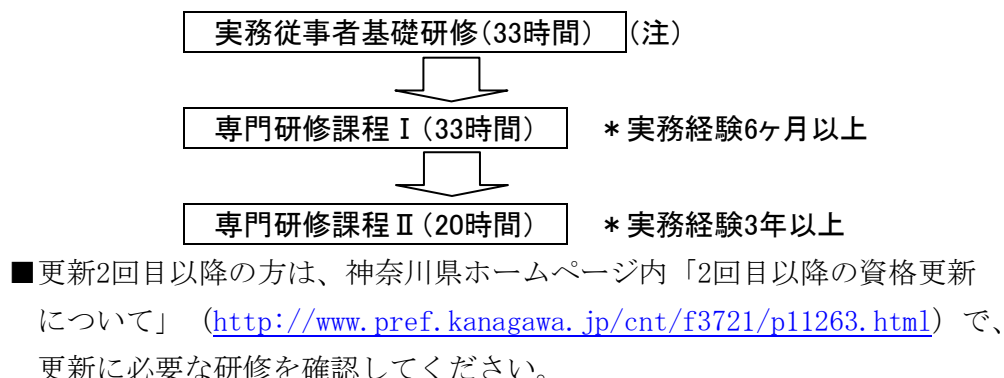 実務従事者基礎研修(33時間) (注)
専門研修課程Ⅰ(33時間) *実務経験6ヶ月以上
専門研修課程Ⅱ(20時間) *実務経験3年以上
■更新2回目以降の方は、神奈川県ホームページ内「2回目以降の資格更新
について」 (http://www.pref.kanagawa.jp/cnt/f3721/p11263.html) で、
更新に必要な研修を確認してください。